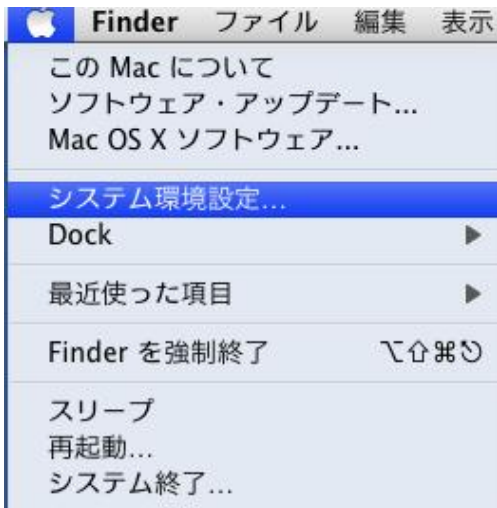 Finder ファイル 編集 表示
この Mac について
ソフトウェア・アップデート...
Mac OS X ソフトウェア...
システム環境設定...
Dock
最近使った項目
Finder を強制終了 ⌥⇧⌘⎋
スリープ
再起動...
システム終了...